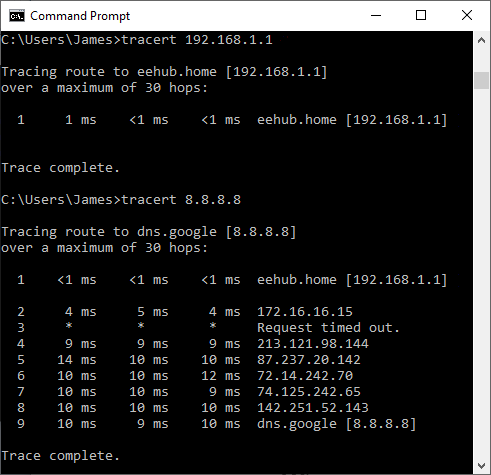 Command Prompt
C:\Users\James>tracert 192.168.1.1
Tracing route to eehub.home [192.168.1.1]
over a maximum of 30 hops:
1 1 ms <1 ms <1 ms eehub.home [192.168.1.1]
Trace complete.
C:\Users\James>tracert 8.8.8.8
Tracing route to dns.google [8.8.8.8]
over a maximum of 30 hops:
1 <1 ms <1 ms <1 ms eehub.home [192.168.1.1]
2 4 ms 5 ms 4 ms 172.16.16.15
3 * * * Request timed out.
4 9 ms 9 ms 9 ms 213.121.98.144
5 14 ms 10 ms 10 ms 87.237.20.142
6 10 ms 10 ms 12 ms 72.14.242.70
7 10 ms 10 ms 9 ms 74.125.242.65
8 10 ms 10 ms 10 ms 142.251.52.143
9 10 ms 9 ms 10 ms dns.google [8.8.8.8]
Trace complete.